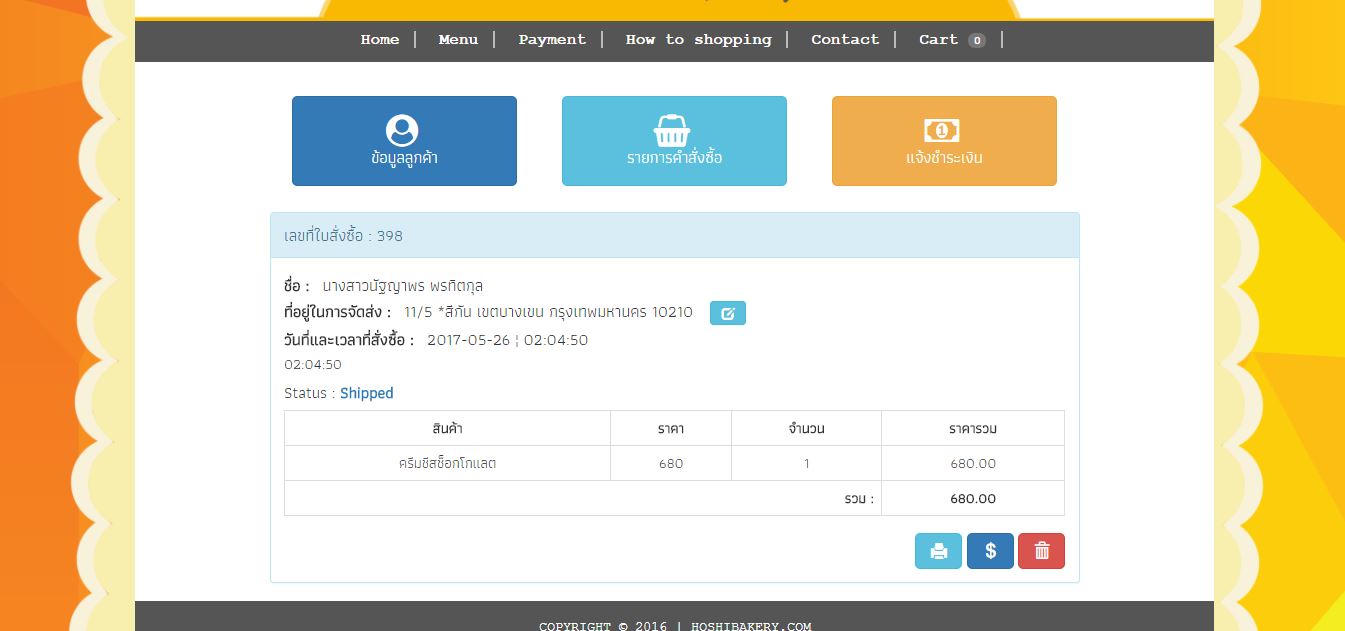 Home | Menu | Payment | How to shopping | Contact | Cart 0 |
ข้อมูลลูกค้า
รายการคำสั่งซื้อ
แจ้งชำระเงิน
เลขที่ใบสั่งซื้อ : 398
ชื่อ : นางสาวนัฐญาพร พรทิตกุล
ที่อยู่ในการจัดส่ง : 11/5 *สีกัน เขตบางเขน กรุงเทพมหานคร 10210
วันที่และเวลาที่สั่งซื้อ : 2017-05-26 ¦ 02:04:50
02:04:50
Status : Shipped
สินค้า ราคา จำนวน ราคารวม
ครีมชีสช็อกโกแลต 680 1 680.00
รวม : 680.00
$
COPYRIGHT © 2016 | HOSHIBAKERY.COM